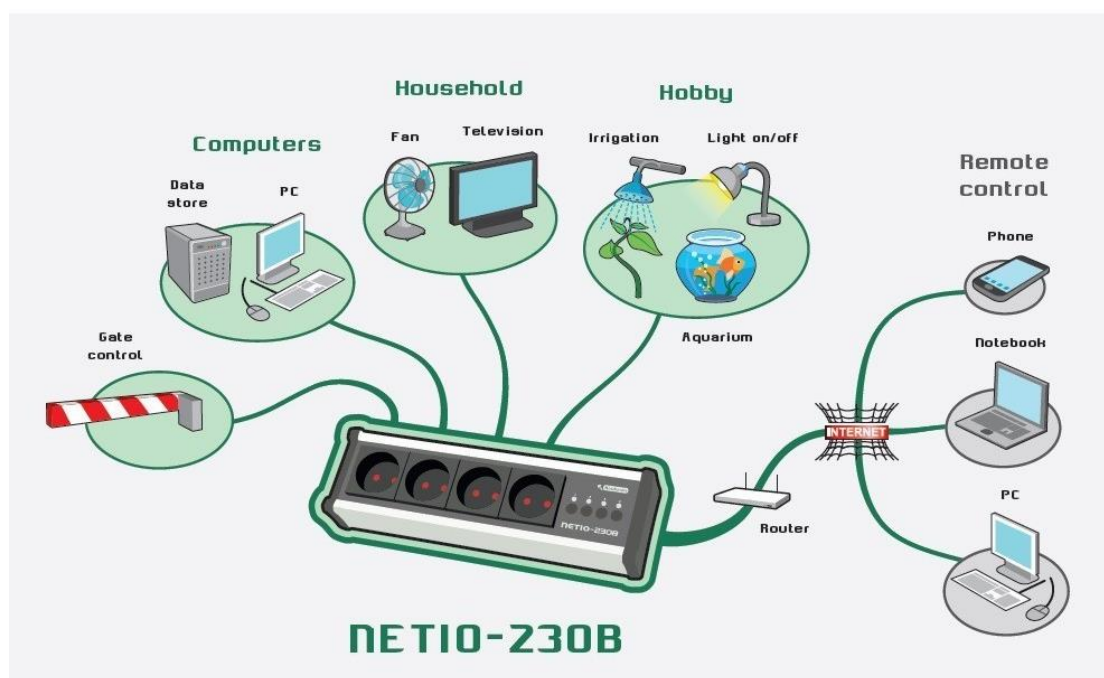 Household
Hobby
Computers
Fan
Television
Irrigation
Light on/off
Remote
control
Data
store
PC
Phone
Gate
control
Aquarium
Notebook
INTERNET
PC
NETIO-230B
Router
NETIO-230B